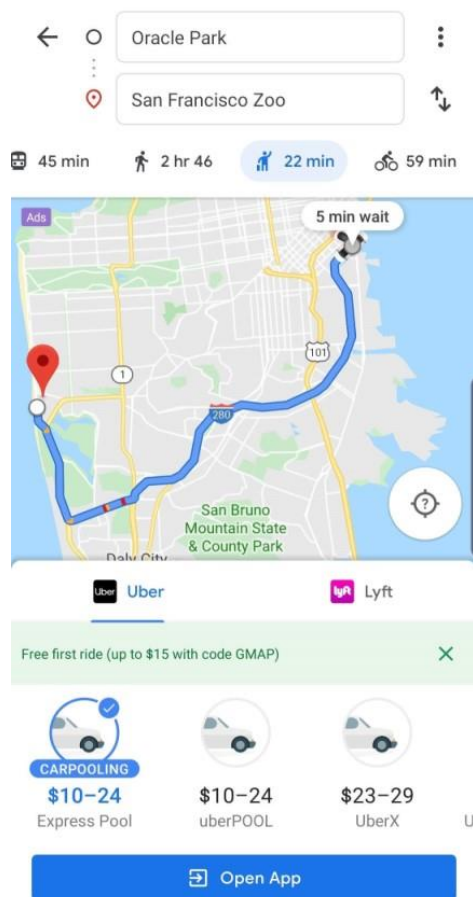 Oracle Park
San Francisco Zoo
45 min
2 hr 46
22 min
59 min
Ads
5 min wait
101
1
280
San Bruno
Mountain State
& County Park
Daly City
Uber Uber
Lyft Lyft
Free first ride (up to $15 with code GMAP)
CARPOOLING
$10–24
Express Pool
$10–24
uberPOOL
$23–29
UberX
U
Open App